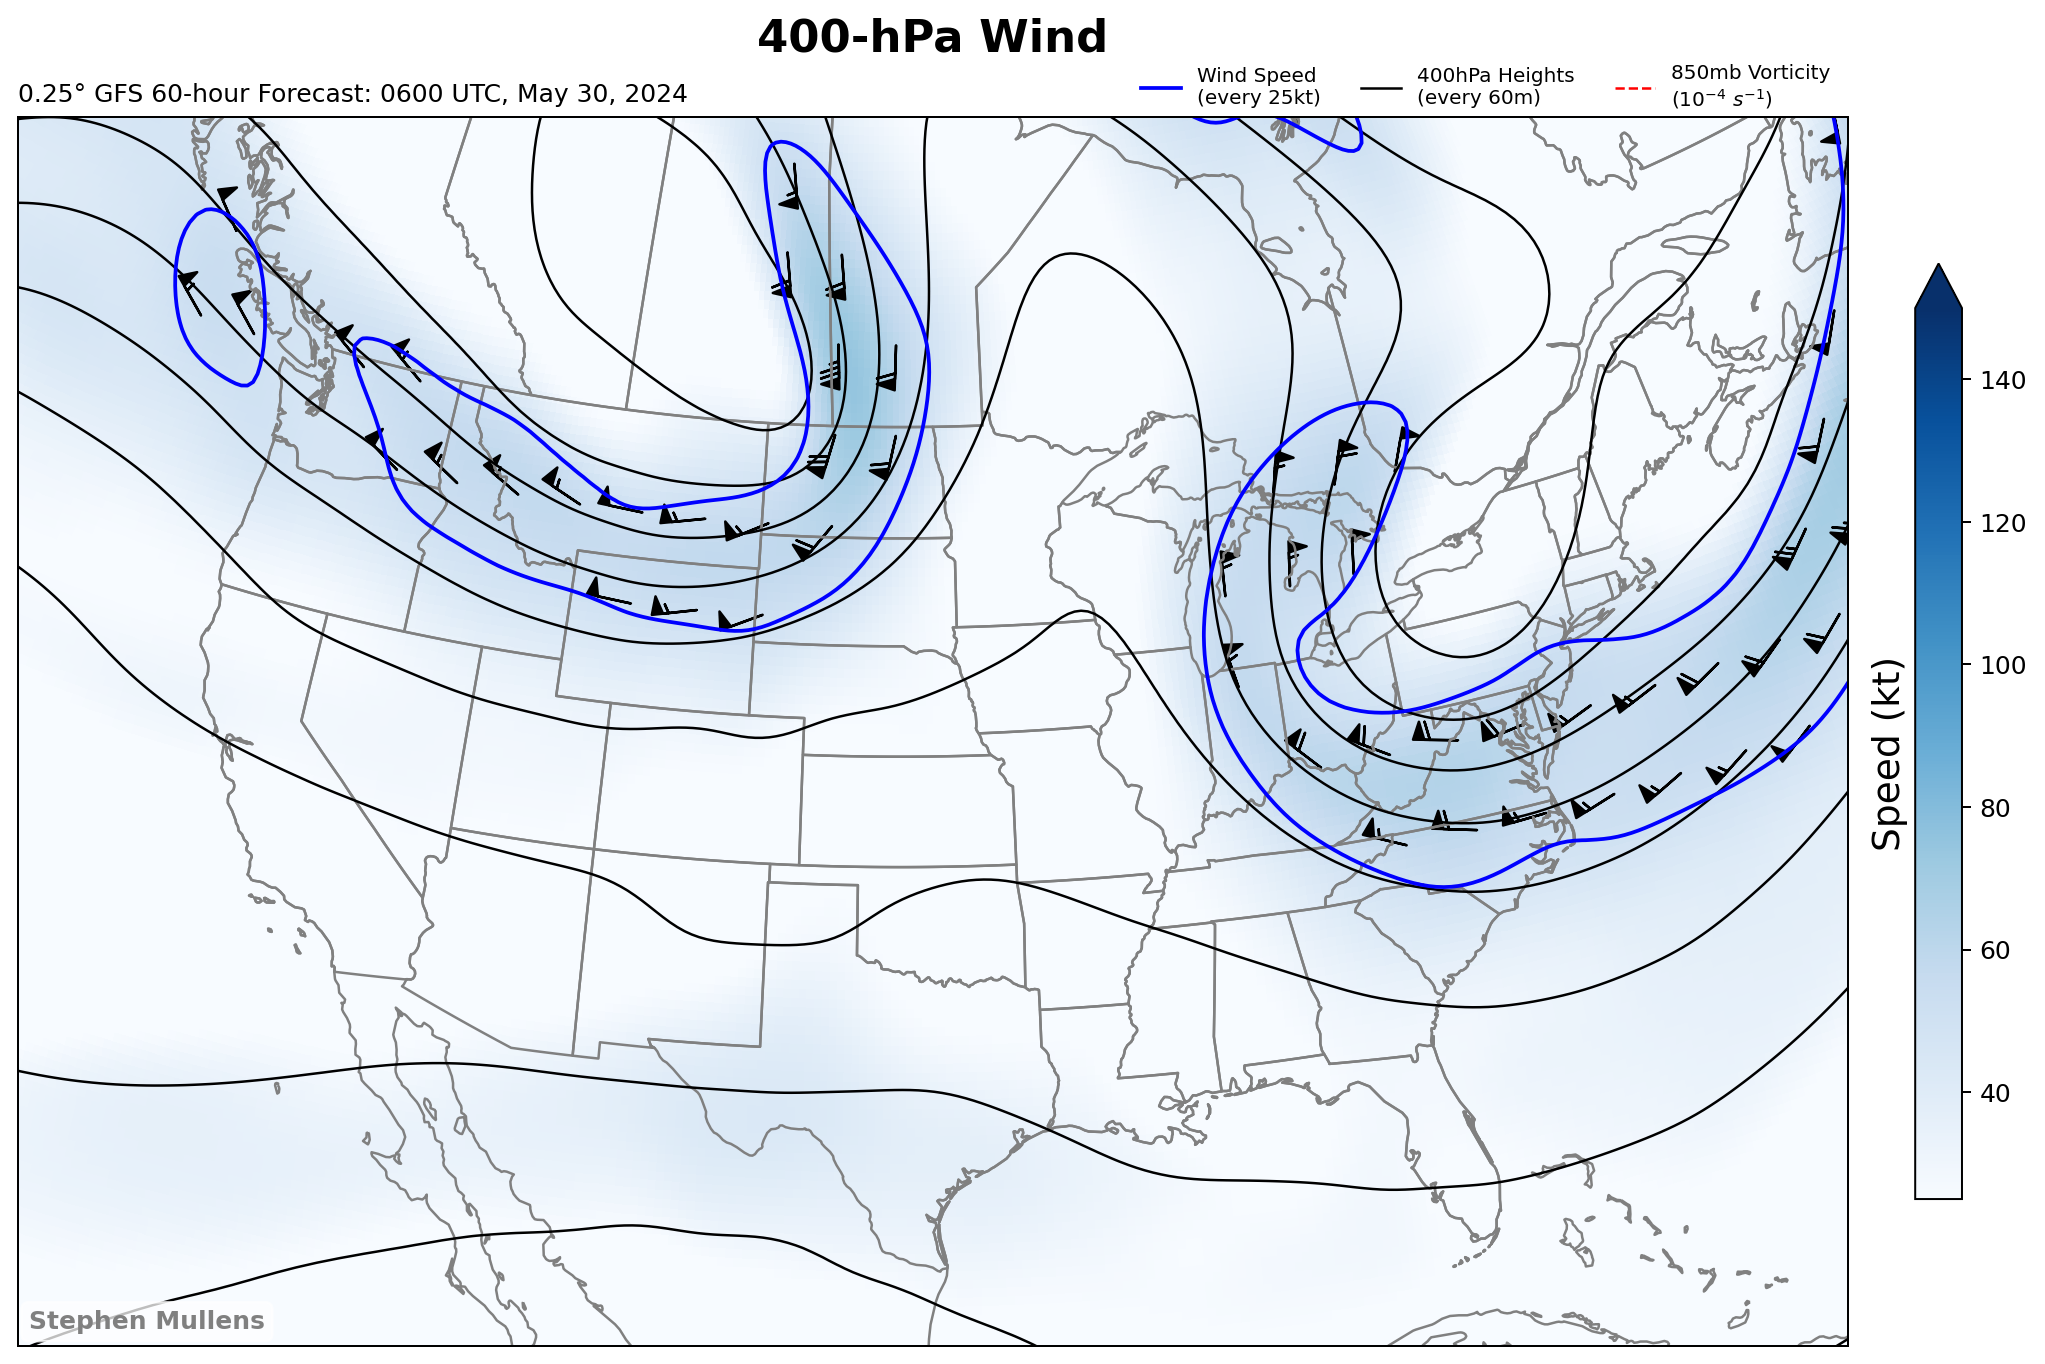 400-hPa Wind
0.25° GFS 60-hour Forecast: 0600 UTC, May 30, 2024
Wind Speed
(every 25kt)
400hPa Heights
(every 60m)
850mb Vorticity
(10⁻⁴ s⁻¹)
140
120
100
80
60
40
Speed (kt)
Stephen Mullens